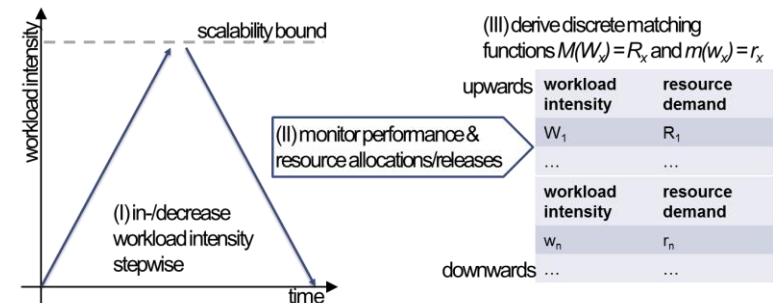 scalability bound
workload intensity
(I) in-/decrease
workload intensity
stepwise
time
(II) monitor performance &
resource allocations/releases
(III) derive discrete matching
functions M(Wₓ) = Rₓ and m(wₓ) = rₓ
upwards
workload intensity	resource demand
W₁	R₁
...	...
workload intensity	resource demand
wₙ	rₙ
downwards
...	...